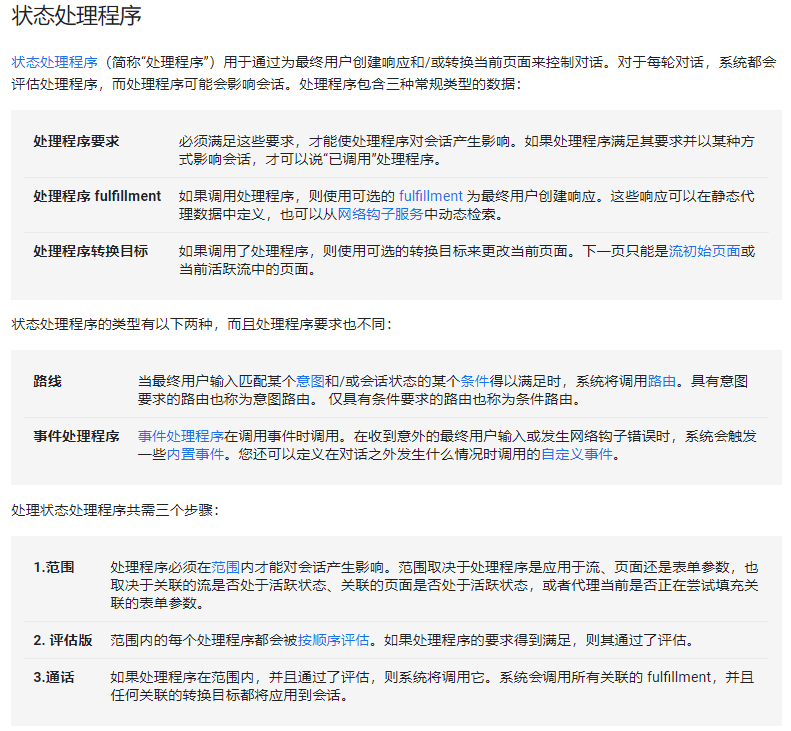 状态处理程序
状态处理程序（简称“处理程序”）用于通过为最终用户创建响应和/或转换当前页面来控制对话。对于每轮对话，系统都会
评估处理程序，而处理程序可能会影响会话。处理程序包含三种常规类型的数据：
处理程序要求
必须满足这些要求，才能使处理程序对会话产生影响。如果处理程序满足其要求并以某种方
式影响会话，才可以说“已调用”处理程序。
处理程序 fulfillment
如果调用处理程序，则使用可选的 fulfillment 为最终用户创建响应。这些响应可以在静态代
理数据中定义，也可以从网络钩子服务中动态检索。
处理程序转换目标
如果调用了处理程序，则使用可选的转换目标来更改当前页面。下一页只能是流初始页面或
当前活跃流中的页面。
状态处理程序的类型有以下两种，而且处理程序要求也不同：
路线
当最终用户输入匹配某个意图和/或会话状态的某个条件得以满足时，系统将调用路由。具有意图
要求的路由也称为意图路由。 仅具有条件要求的路由也称为条件路由。
事件处理程序
事件处理程序在调用事件时调用。在收到意外的最终用户输入或发生网络钩子错误时，系统会触发
一些内置事件。您还可以定义在对话之外发生什么情况时调用的自定义事件。
处理状态处理程序共需三个步骤：
1.范围
处理程序必须在范围内才能对会话产生影响。范围取决于处理程序是应用于流、页面还是表单参数，也
取决于关联的流是否处于活跃状态、关联的页面是否处于活跃状态，或者代理当前是否正在尝试填充关
联的表单参数。
2. 评估版
范围内的每个处理程序都会被按顺序评估。如果处理程序的要求得到满足，则其通过了评估。
3.通话
如果处理程序在范围内，并且通过了评估，则系统将调用它。系统会调用所有关联的 fulfillment，并且
任何关联的转换目标都将应用到会话。